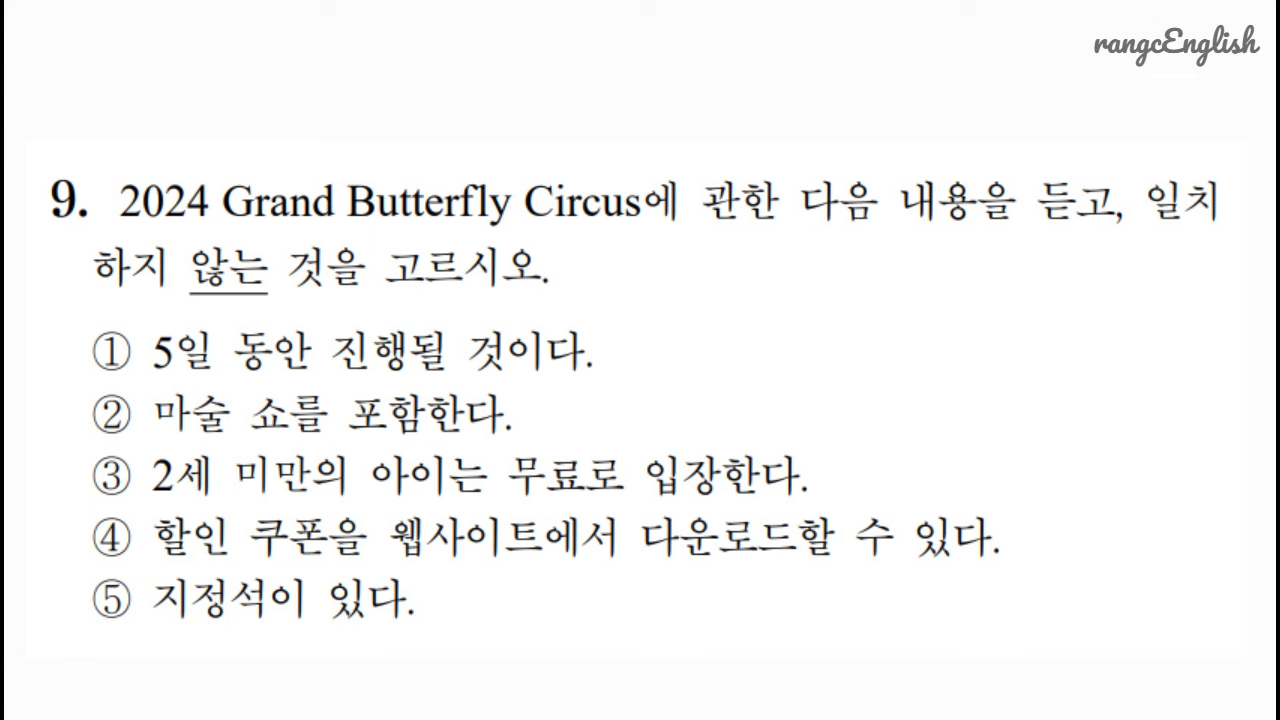 rangcEnglish
9. 2024 Grand Butterfly Circus에 관한 다음 내용을 듣고, 일치
하지 않는 것을 고르시오.
① 5일 동안 진행될 것이다.
② 마술 쇼를 포함한다.
③ 2세 미만의 아이는 무료로 입장한다.
④ 할인 쿠폰을 웹사이트에서 다운로드할 수 있다.
⑤ 지정석이 있다.